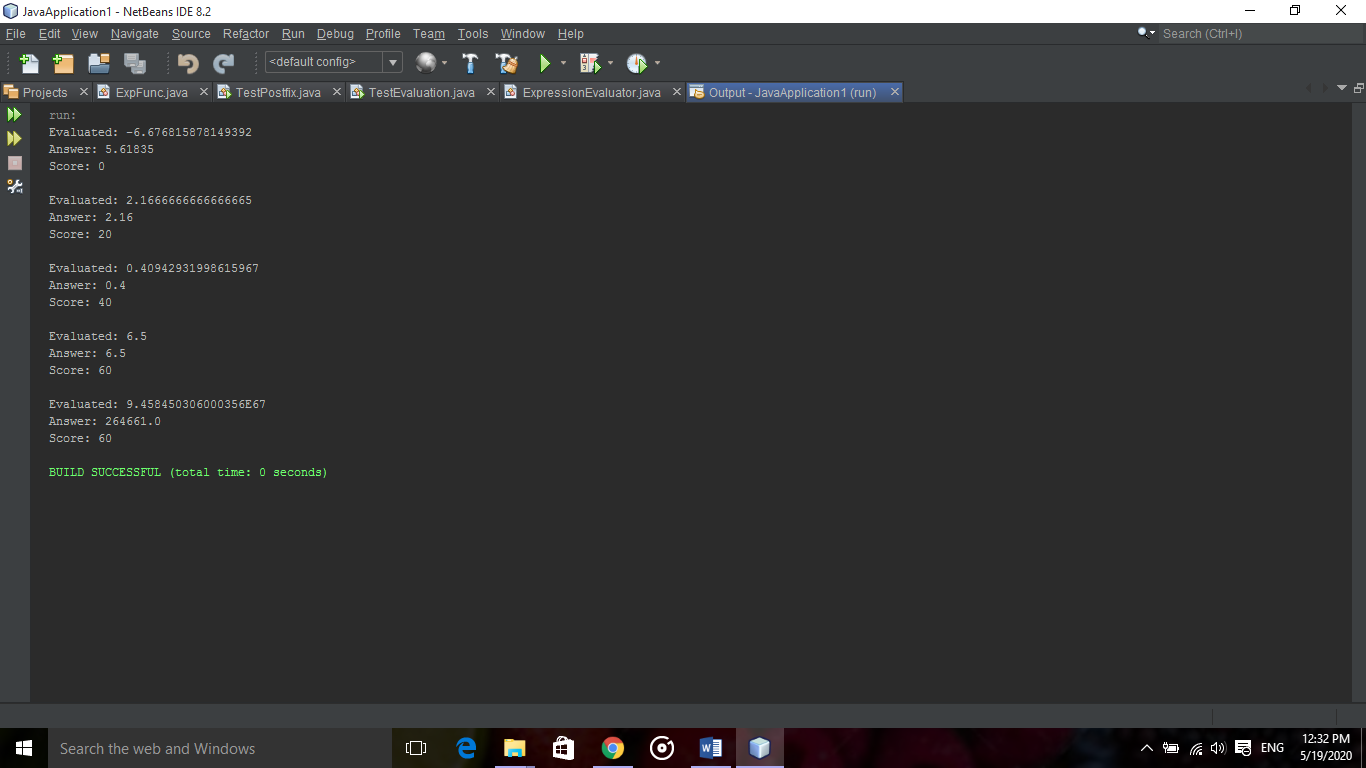 JavaApplication1 - NetBeans IDE 8.2
File Edit View Navigate Source Refactor Run Debug Profile Team Tools Window Help
Search (Ctrl+I)
<default config>
Projects ExpFunc.java TestPostfix.java TestEvaluation.java ExpressionEvaluator.java Output - JavaApplication1 (run)
run:
Evaluated: -6.676815878149392
Answer: 5.61835
Score: 0
Evaluated: 2.1666666666666665
Answer: 2.16
Score: 20
Evaluated: 0.40942931998615967
Answer: 0.4
Score: 40
Evaluated: 6.5
Answer: 6.5
Score: 60
Evaluated: 9.458450306000356E67
Answer: 264661.0
Score: 60
BUILD SUCCESSFUL (total time: 0 seconds)
Search the web and Windows
ENG
12:32 PM
5/19/2020